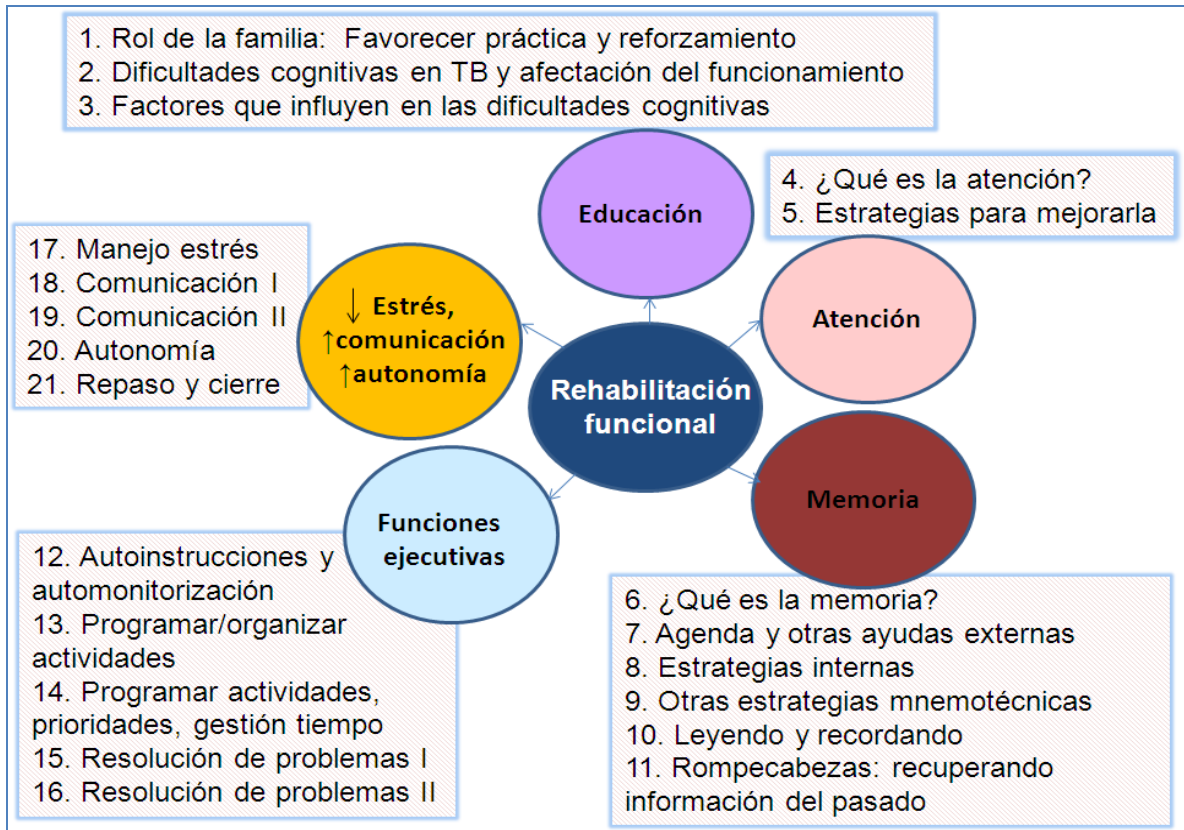 1. Rol de la familia:  Favorecer práctica y reforzamiento
2. Dificultades cognitivas en TB y afectación del funcionamiento
3. Factores que influyen en las dificultades cognitivas
Educación
4. ¿Qué es la atención?
5. Estrategias para mejorarla
Atención
17. Manejo estrés
18. Comunicación I
19. Comunicación II
20. Autonomía
21. Repaso y cierre
↓ Estrés,
↑comunicación
↑autonomía
Rehabilitación
funcional
Memoria
Funciones
ejecutivas
12. Autoinstrucciones y
automonitorización
13. Programar/organizar
actividades
14. Programar actividades,
prioridades, gestión tiempo
15. Resolución de problemas I
16. Resolución de problemas II
6. ¿Qué es la memoria?
7. Agenda y otras ayudas externas
8. Estrategias internas
9. Otras estrategias mnemotécnicas
10. Leyendo y recordando
11. Rompecabezas: recuperando
información del pasado